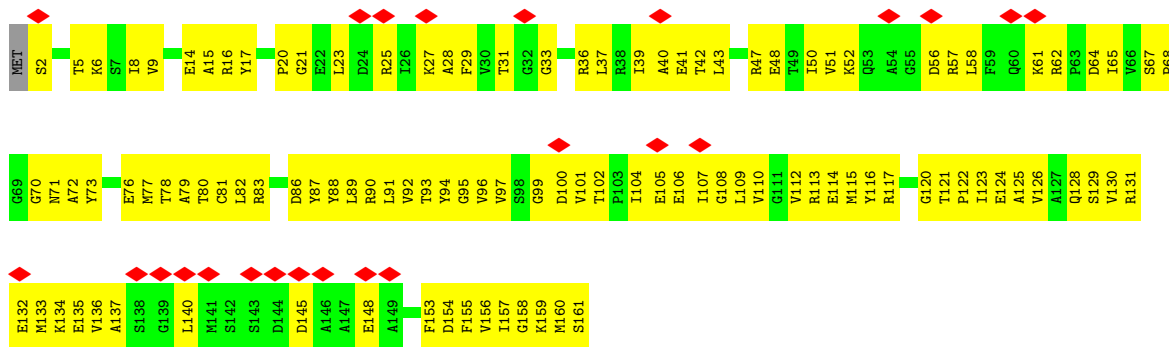 MET S2 T5 K6 S7 I8 V9 E14 A15 R16 Y17 P20 G21 E22 L23 D24 R25 I26 K27 A28 F29 V30 T31 G32 G33 R36 L37 R38 I39 A40 E41 T42 L43 R47 E48 T49 I50 V51 K52 Q53 A54 G55 D56 R57 L58 F59 Q60 K61 R62 P63 D64 I65 V66 S67 R68
G69 G70 N71 A72 Y73 E76 M77 T78 A79 T80 C81 L82 R83 D86 Y87 Y88 L89 R90 L91 V92 T93 Y94 G95 V96 V97 S98 G99 D100 V101 T102 P103 I104 E105 E106 I107 G108 L109 V110 G111 V112 R113 E114 M115 Y116 R117 G120 T121 P122 I123 E124 A125 V126 A127 Q128 S129 V130 R131
E132 M133 K134 E135 V136 A137 S138 G139 L140 M141 S142 S143 D144 D145 A146 A147 E148 A149 F153 D154 F155 V156 I157 G158 K159 M160 S161